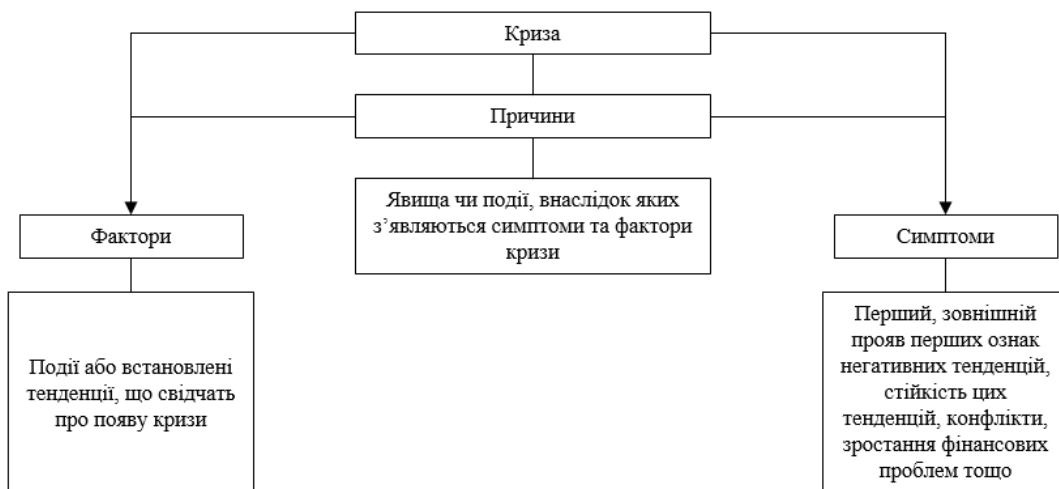 Криза
Причини
Явища чи події, внаслідок яких
з’являються симптоми та фактори
кризи
Фактори
Симптоми
Події або встановлені
тенденції, що свідчать
про появу кризи
Перший, зовнішній
прояв перших ознак
негативних тенденцій,
стійкість цих
тенденцій, конфлікти,
зростання фінансових
проблем тощо